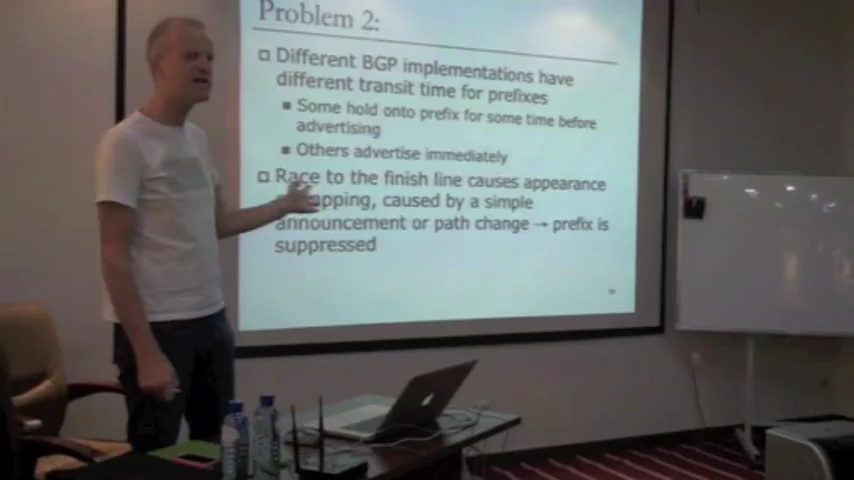 Problem 2:
Different BGP implementations have
different transit time for prefixes
Some hold onto prefix for some time before
advertising
Others advertise immediately
Race to the finish line causes appearance
caused by a simple
announcement or path change → prefix is
suppressed